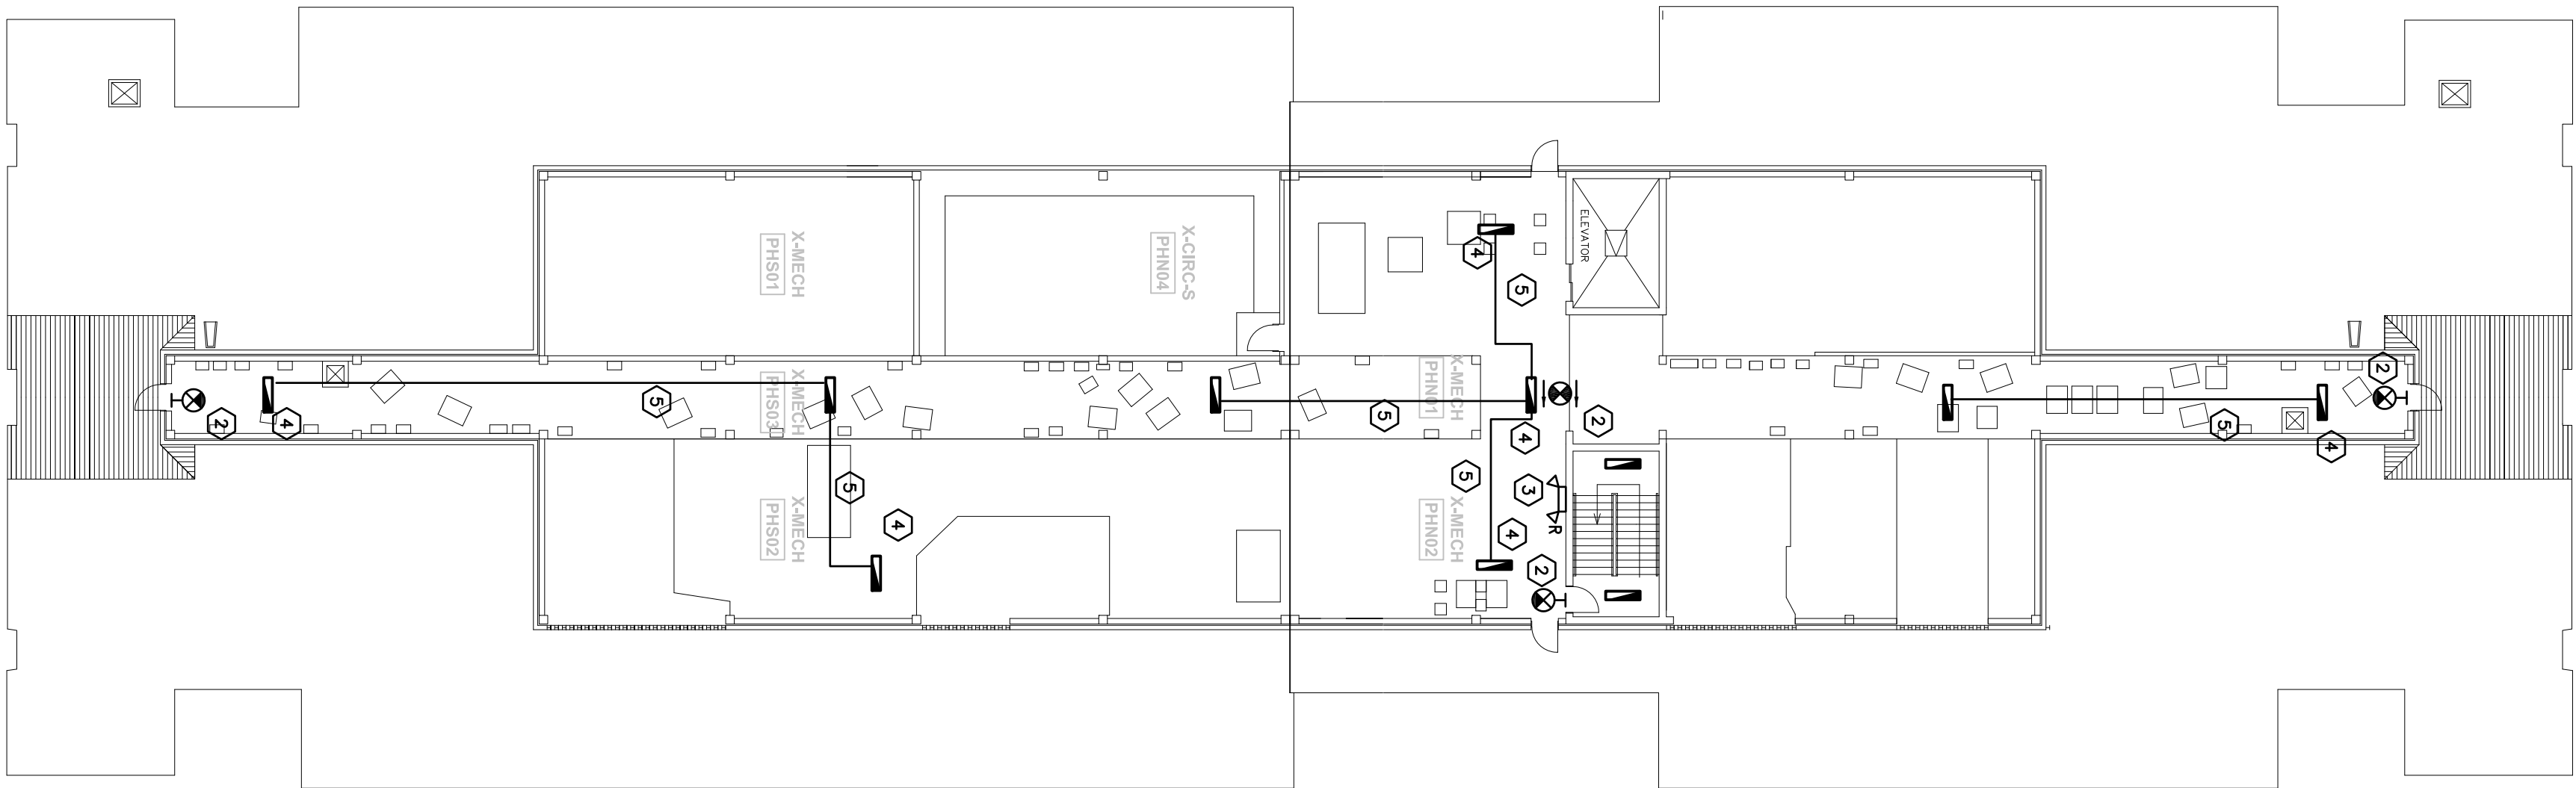 X-MECH
PHS01
X-CIRC-S
PHN04
ELEVATOR
4
5
X-MECH
PHS03
X-MECH
PHN01
2
4
5
5
4
2
2
5
4
X-MECH
PHS02
5
4
5
3
R
4
X-MECH
PHN02
2